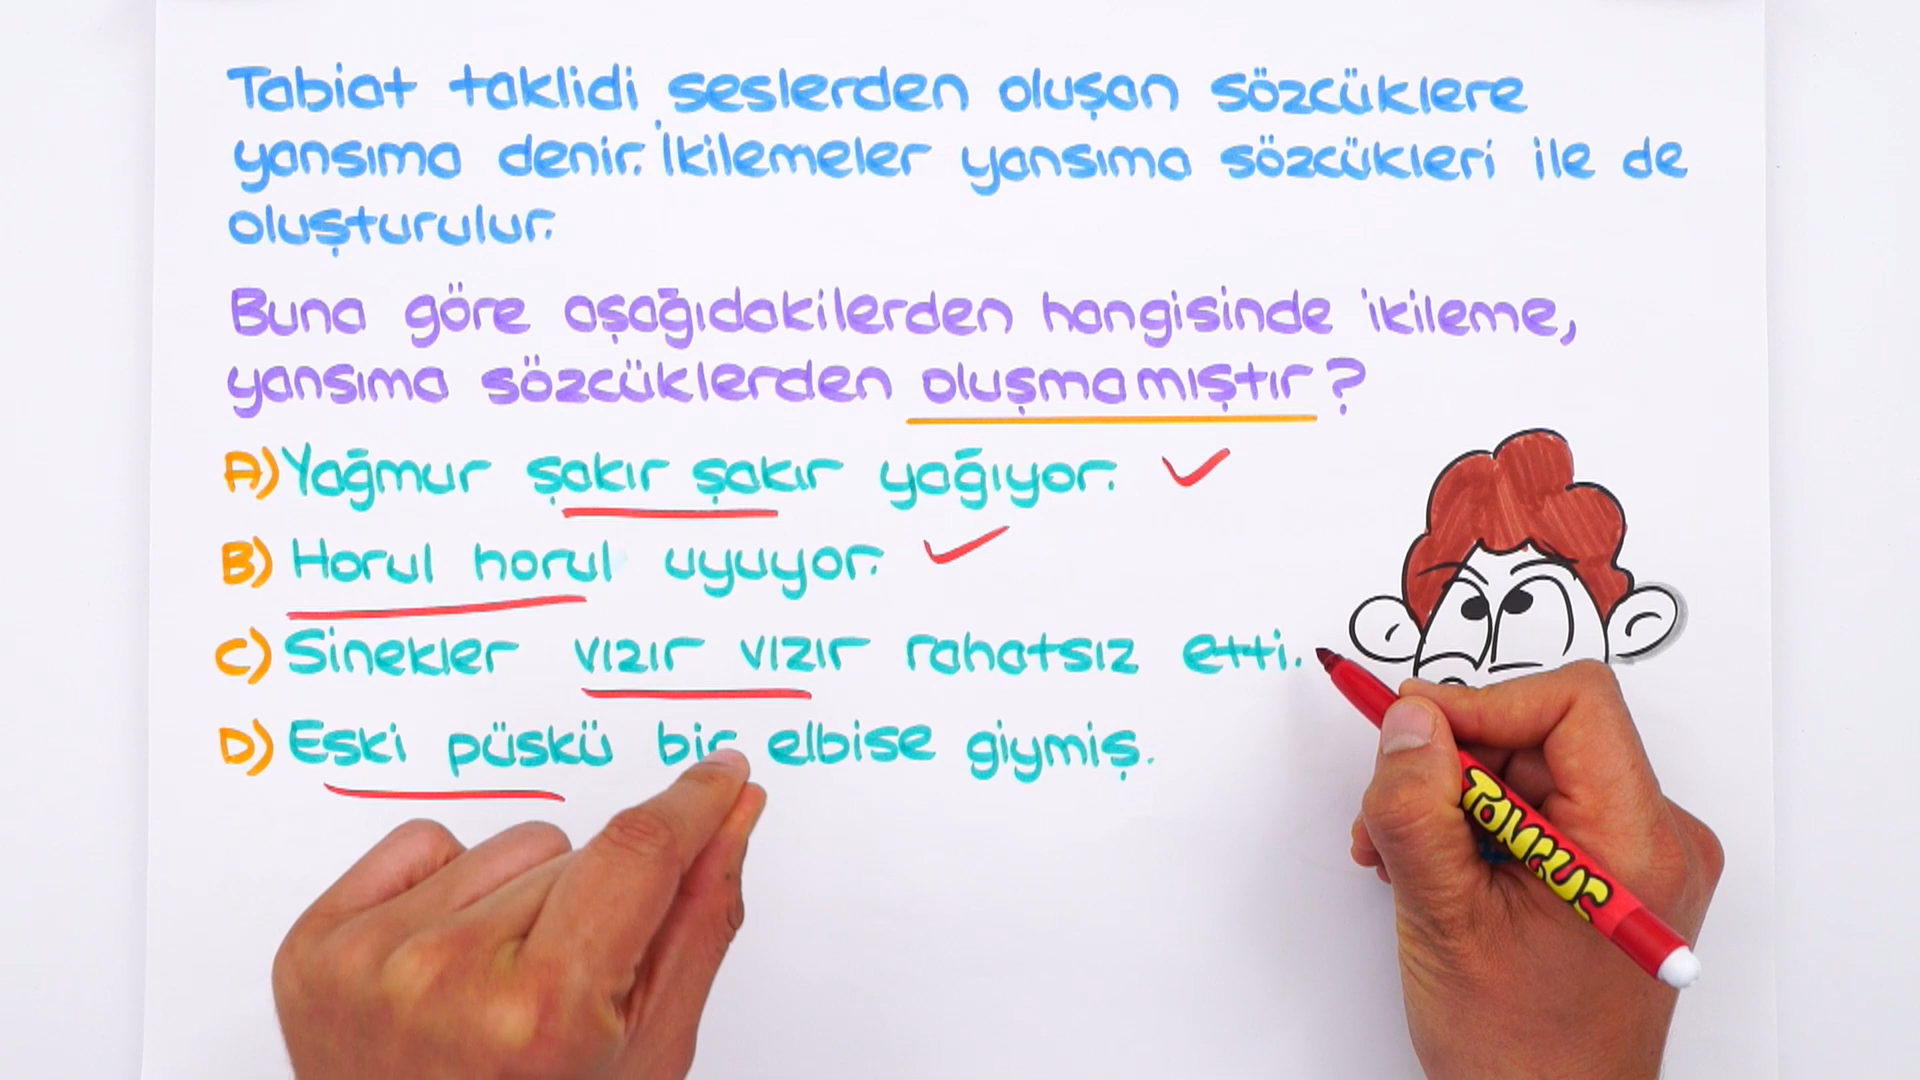 Tabiat taklidi seslerden oluşan sözcüklere
yansıma denir. İkilemeler yansıma sözcükleri ile de
oluşturulur.
Buna göre aşağıdakilerden hangisinde ikileme,
yansıma sözcüklerden oluşmamıştır?
A) Yağmur şakır şakır yağıyor.
B) Horul horul uyuyor.
C) Sinekler vızır vızır rahatsız etti.
D) Eski püskü bir elbise giymiş.
TONGUÇ